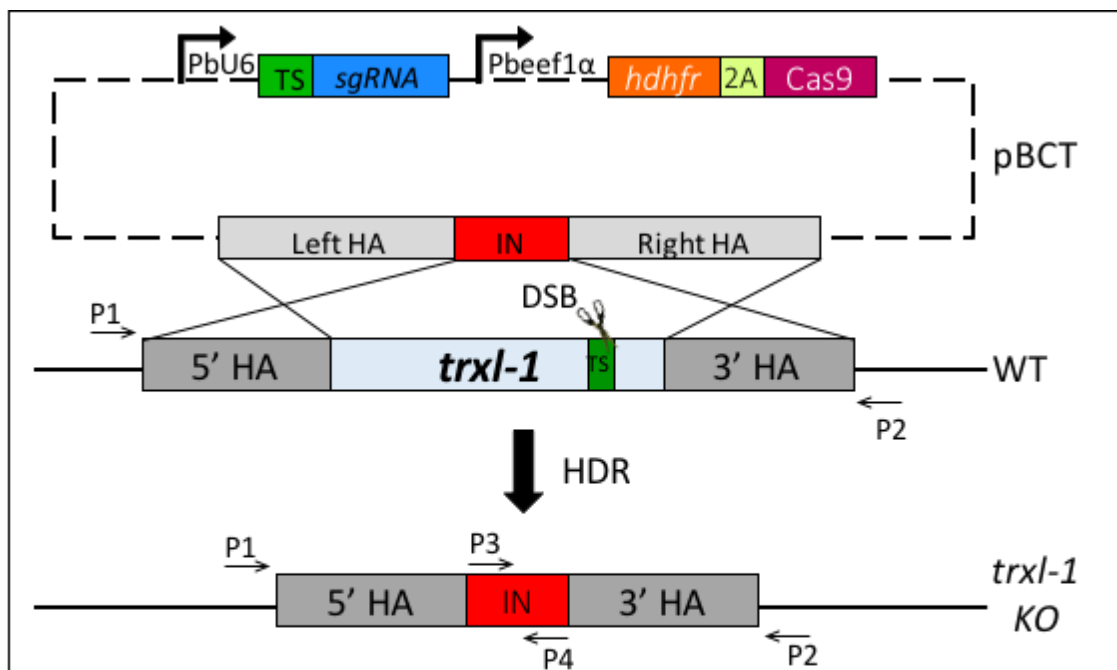 PbU6 Pbeef1α
TS sgRNA hdhfr 2A Cas9
pBCT
Left HA IN Right HA
DSB
P1
5’ HA trxl-1 TS 3’ HA WT
P2
HDR
P1 P3
5’ HA IN 3’ HA trxl-1
KO
P4 P2